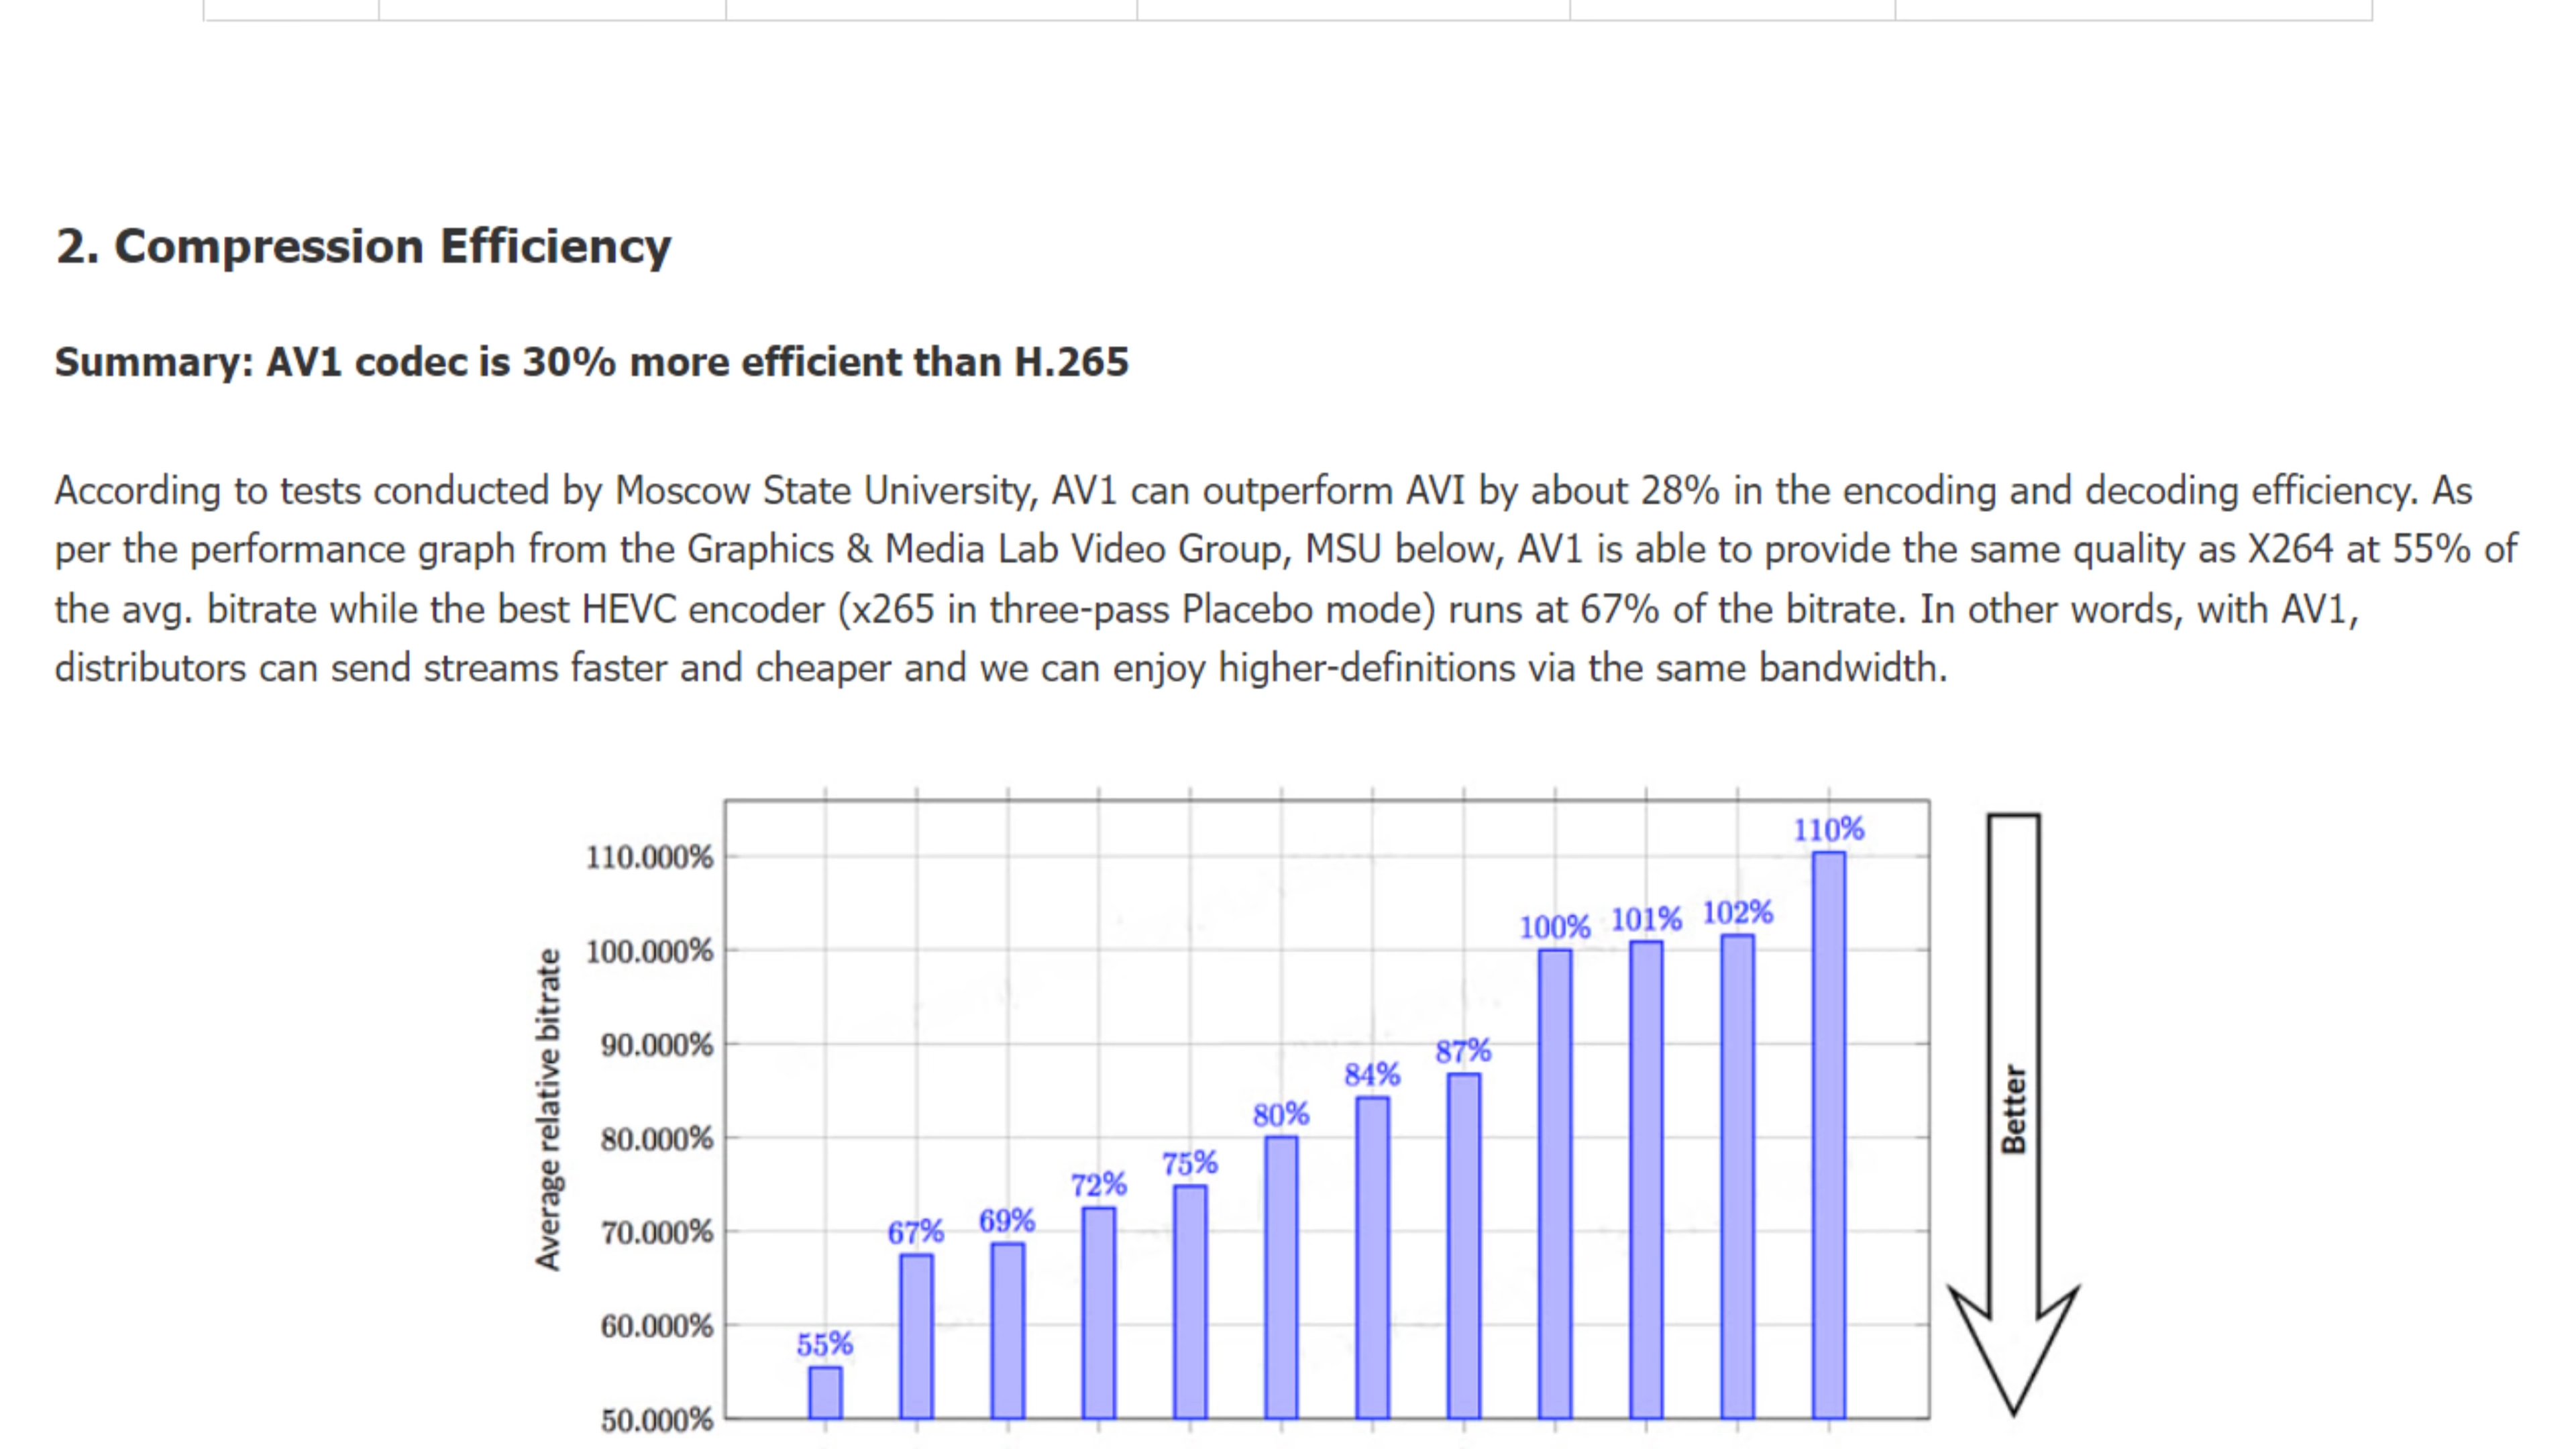 2. Compression Efficiency
Summary: AV1 codec is 30% more efficient than H.265
According to tests conducted by Moscow State University, AV1 can outperform AVI by about 28% in the encoding and decoding efficiency. As
per the performance graph from the Graphics & Media Lab Video Group, MSU below, AV1 is able to provide the same quality as X264 at 55% of
the avg. bitrate while the best HEVC encoder (x265 in three-pass Placebo mode) runs at 67% of the bitrate. In other words, with AV1,
distributors can send streams faster and cheaper and we can enjoy higher-definitions via the same bandwidth.
Average relative bitrate
110.000%
100.000%
90.000%
80.000%
70.000%
60.000%
50.000%
55%
67%
69%
72%
75%
80%
84%
87%
100%
101%
102%
110%
Better